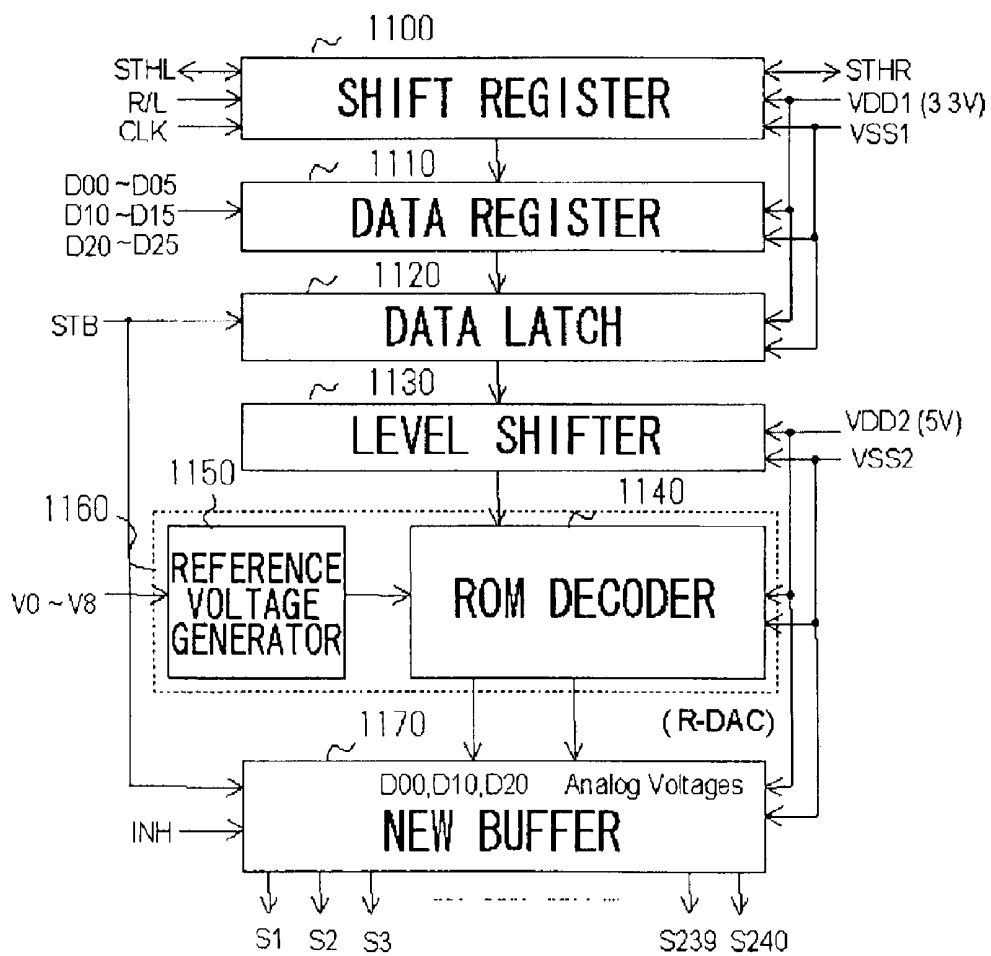 1100
STHL
SHIFT REGISTER
STHR
R/L
VDD1 (3.3V)
CLK
VSS1
1110
D00 ~D05
D10 ~D15
D20 ~D25
DATA REGISTER
1120
STB
DATA LATCH
1130
LEVEL SHIFTER
VDD2 (5V)
VSS2
1150
1160
1140
REFERENCE
VOLTAGE
GENERATOR
V0 ~ V8
ROM DECODER
(R-DAC)
1170
D00,D10,D20 Analog Voltages
INH
NEW BUFFER
S1 S2 S3 S239 S240